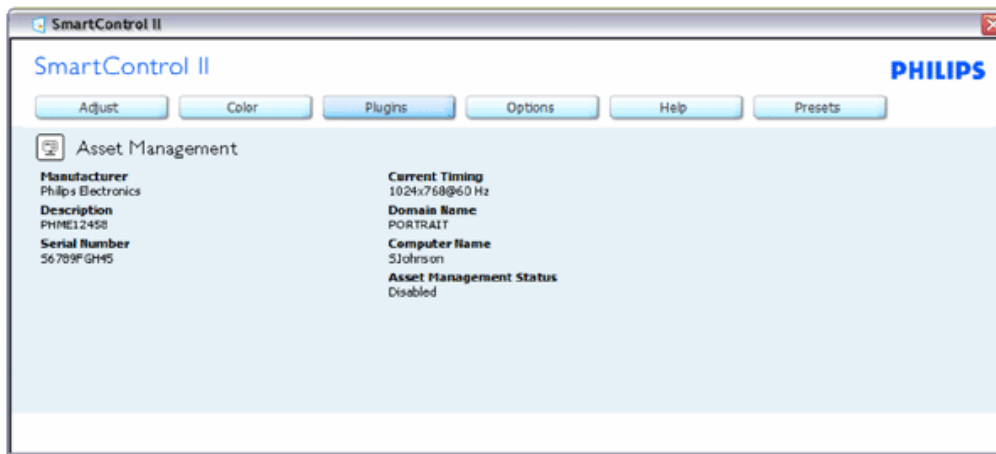 SmartControl II
SmartControl II
PHILIPS
Adjust Color Plugins Options Help Presets
Asset Management
Manufacturer
Philips Electronics
Description
PHME12458
Serial Number
56789FGH45
Current Timing
1024x768@60 Hz
Domain Name
PORTRAIT
Computer Name
SJohnson
Asset Management Status
Disabled